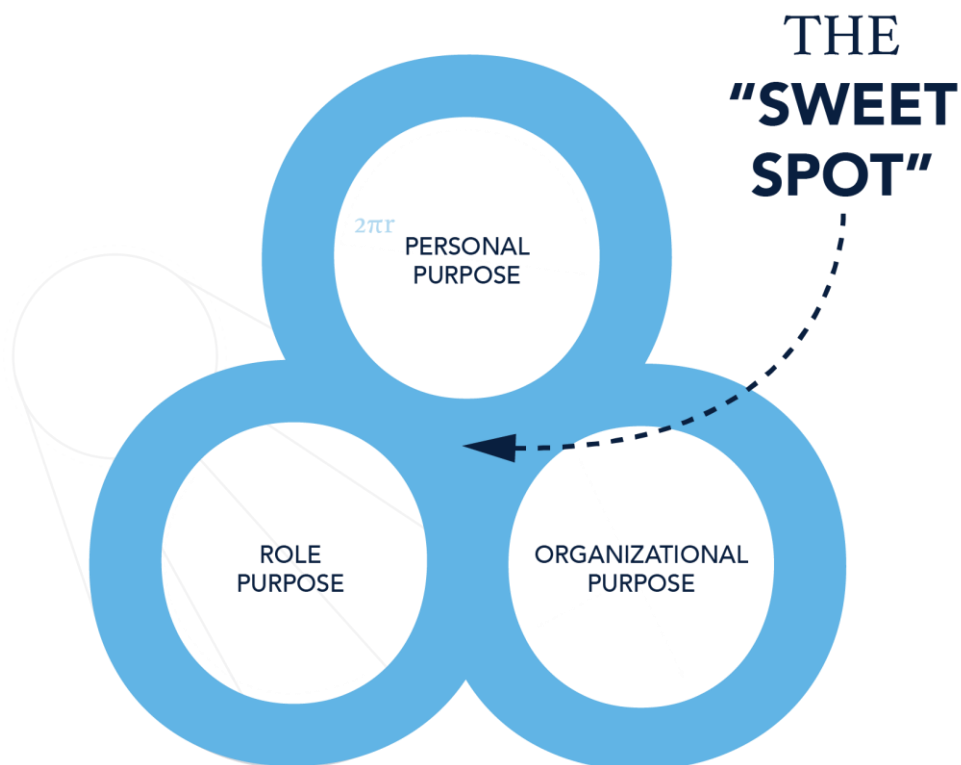 THE
“SWEET
SPOT”
2πr
PERSONAL
PURPOSE
ROLE
PURPOSE
ORGANIZATIONAL
PURPOSE